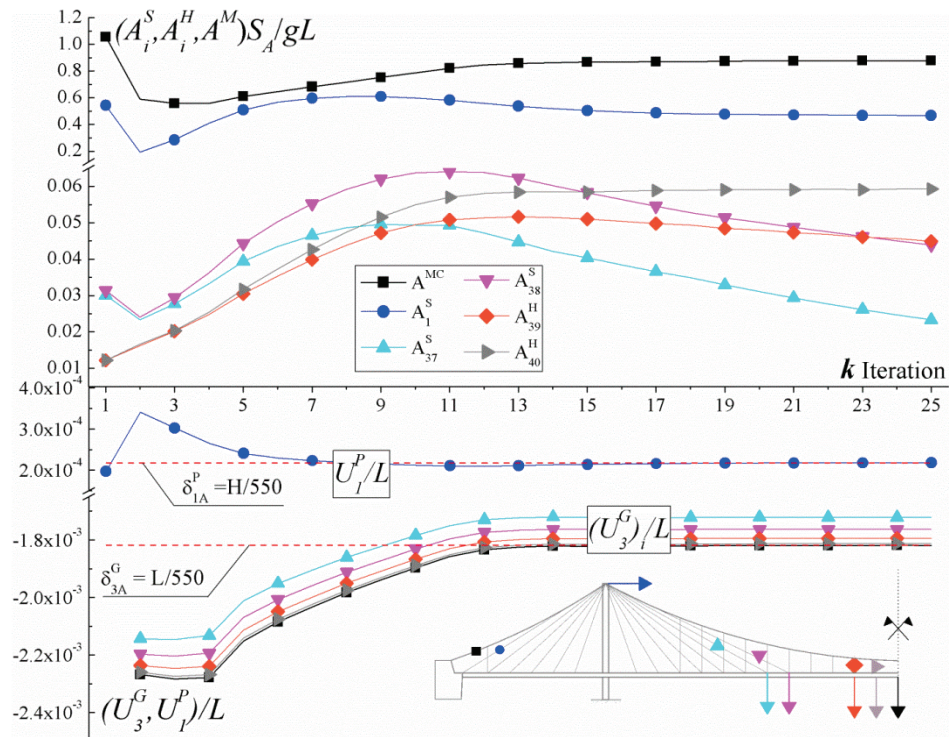 (A_i^S, A_i^H, A^M)S_A/gL
1.2
1.0
0.8
0.6
0.4
0.2
0.06
0.05
0.04
0.03
0.02
0.01
A^MC
A_1^S
A_37^S
A_38^S
A_39^H
A_40^H
k Iteration
1 3 5 7 9 11 13 15 17 19 21 23 25
4.0x10^-4
3.0x10^-4
2.0x10^-4
U_1^P/L
δ_1A^P =H/550
(U_3^G)_i/L
-1.8x10^-3
δ_3A^G = L/550
-2.0x10^-3
-2.2x10^-3
-2.4x10^-3
(U_3^G, U_1^P)/L